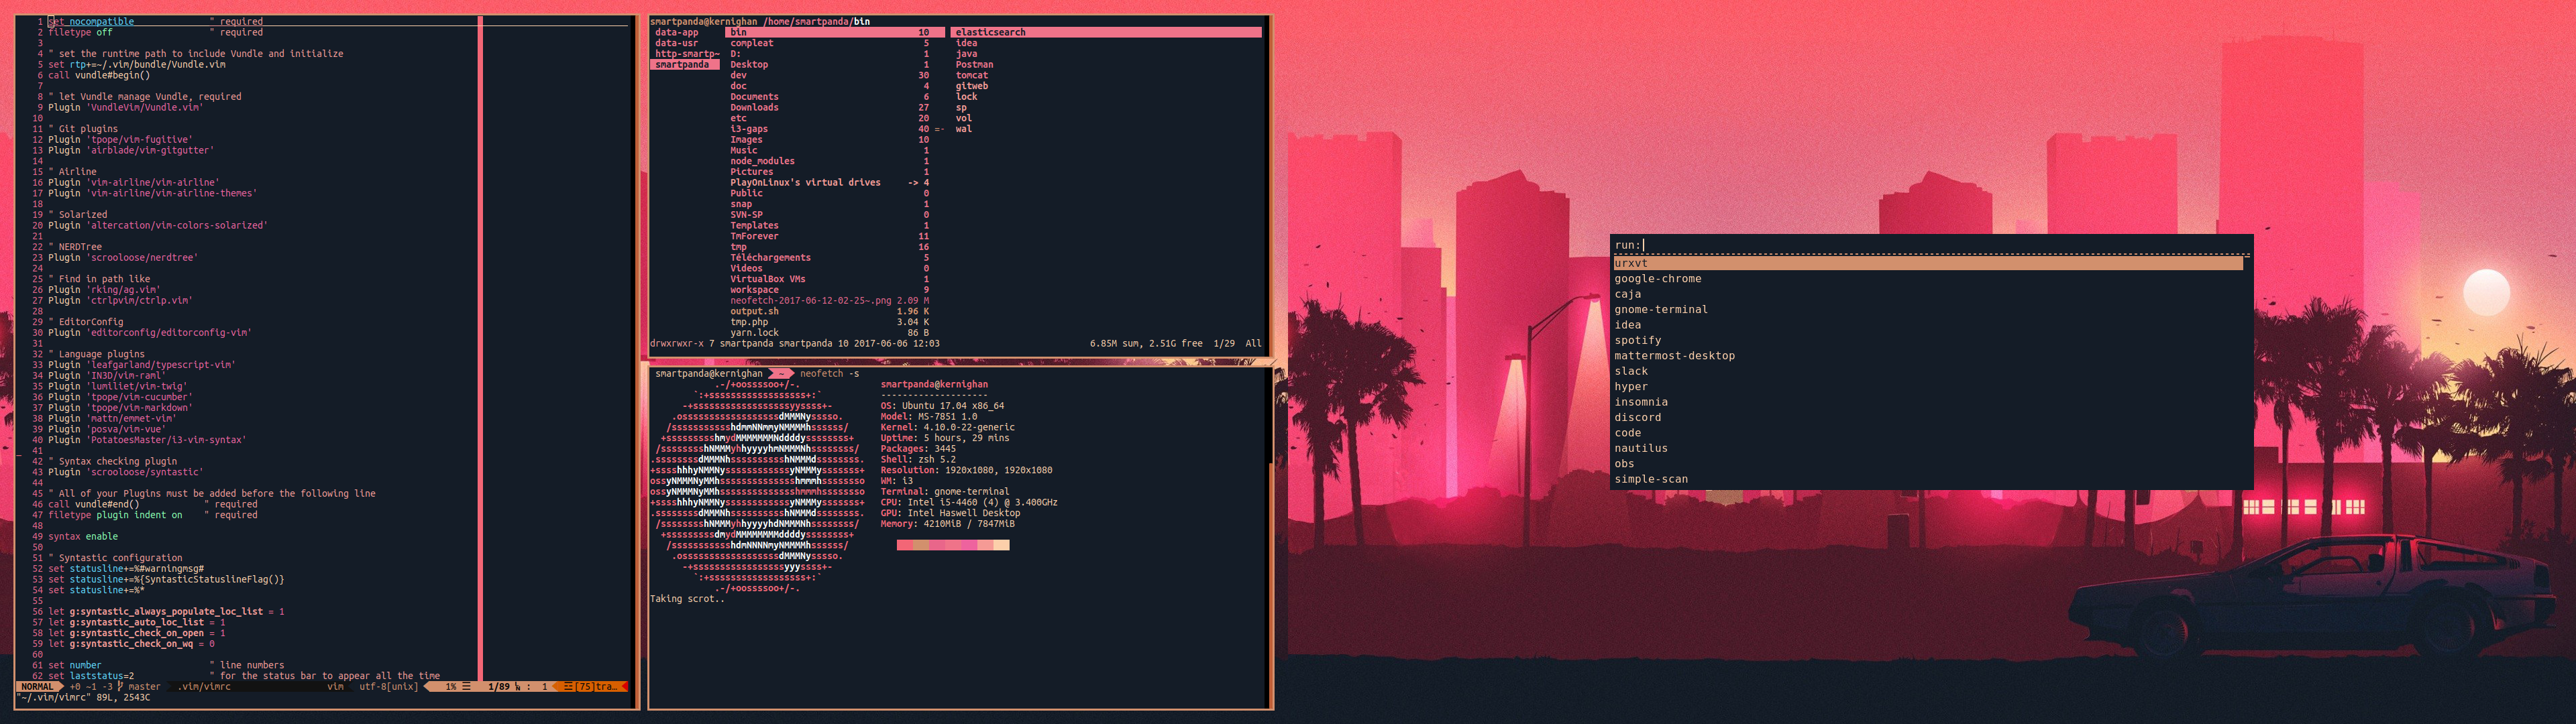 1 set nocompatible " required
2 filetype off " required
3
4 " set the runtime path to include Vundle and initialize
5 set rtp+=~/.vim/bundle/Vundle.vim
6 call vundle#begin()
7
8 " let Vundle manage Vundle, required
9 Plugin 'VundleVim/Vundle.vim'
10
11 " Git plugins
12 Plugin 'tpope/vim-fugitive'
13 Plugin 'airblade/vim-gitgutter'
14
15 " Airline
16 Plugin 'vim-airline/vim-airline'
17 Plugin 'vim-airline/vim-airline-themes'
18
19 " Solarized
20 Plugin 'altercation/vim-colors-solarized'
21
22 " NERDTree
23 Plugin 'scrooloose/nerdtree'
24
25 " Find in path like
26 Plugin 'rking/ag.vim'
27 Plugin 'ctrlpvim/ctrlp.vim'
28
29 " EditorConfig
30 Plugin 'editorconfig/editorconfig-vim'
31
32 " Language plugins
33 Plugin 'leafgarland/typescript-vim'
34 Plugin 'IN3D/vim-raml'
35 Plugin 'lumiliet/vim-twig'
36 Plugin 'tpope/vim-cucumber'
37 Plugin 'tpope/vim-markdown'
38 Plugin 'mattn/emmet-vim'
39 Plugin 'posva/vim-vue'
40 Plugin 'PotatoesMaster/i3-vim-syntax'
41
42 " Syntax checking plugin
43 Plugin 'scrooloose/syntastic'
44
45 " All of your Plugins must be added before the following line
46 call vundle#end() " required
47 filetype plugin indent on " required
48
49 syntax enable
50
51 " Syntastic configuration
52 set statusline+=%#warningmsg#
53 set statusline+=%{SyntasticStatuslineFlag()}
54 set statusline+=%*
55
56 let g:syntastic_always_populate_loc_list = 1
57 let g:syntastic_auto_loc_list = 1
58 let g:syntastic_check_on_open = 1
59 let g:syntastic_check_on_wq = 0
60
61 set number " line numbers
62 set laststatus=2 " for the status bar to appear all the time
NORMAL +0 ~1 -3 master .vim/vimrc vim utf-8[unix] 1% 1/89 : 1 [75]tra…
"~/.vim/vimrc" 89L, 2543C
smartpanda@kernighan /home/smartpanda/bin
data-app bin 10 elasticsearch
data-usr compleat 5 idea
http-smartp~ D: 1 java
smartpanda Desktop 1 Postman
dev 30 tomcat
doc 4 gitweb
Documents 6 lock
Downloads 27 sp
etc 20 vol
i3-gaps 40 =- wal
Images 10
Music 1
node_modules 1
Pictures 1
PlayOnLinux's virtual drives -> 4
Public 0
snap 1
SVN-SP 0
Templates 1
TmForever 11
tmp 16
Téléchargements 5
Videos 0
VirtualBox VMs 1
workspace 9
neofetch-2017-06-12-02-25~.png 2.09 M
output.sh 1.96 K
tmp.php 3.04 K
yarn.lock 86 B
drwxrwxr-x 7 smartpanda smartpanda 10 2017-06-06 12:03 6.85M sum, 2.51G free 1/29 All
smartpanda@kernighan ~ neofetch -s
.-/+oossssoo+/-. smartpanda@kernighan
`:+ssssssssssssssssss+:` --------------------
-+ssssssssssssssssssyyssss+- OS: Ubuntu 17.04 x86_64
.ossssssssssssssssssdMMMNysssso. Model: MS-7851 1.0
/ssssssssssshdmmNNmmyNMMMMhssssss/ Kernel: 4.10.0-22-generic
+ssssssssshmydMMMMMMMNddddyssssssss+ Uptime: 5 hours, 29 mins
/sssssssshNMMMyhhyyyyhmNMMMNhssssssss/ Packages: 3445
.ssssssssdMMMNhsssssssssshNMMMdssssssss. Shell: zsh 5.2
+sssshhhyNMMNyssssssssssssyNMMMysssssss+ Resolution: 1920x1080, 1920x1080
ossyNMMMNyMMhsssssssssssssshmmmhssssssso WM: i3
ossyNMMMNyMMhsssssssssssssshmmmhssssssso Terminal: gnome-terminal
+sssshhhyNMMNyssssssssssssyNMMMysssssss+ CPU: Intel i5-4460 (4) @ 3.400GHz
.ssssssssdMMMNhsssssssssshNMMMdssssssss. GPU: Intel Haswell Desktop
/sssssssshNMMMyhhyyyyhdNMMMNhssssssss/ Memory: 4210MiB / 7847MiB
+sssssssssdmydMMMMMMMMddddyssssssss+
/ssssssssssshdmNNNNmyNMMMMhssssss/
.ossssssssssssssssssdMMMNysssso.
-+sssssssssssssssssyyyssss+-
`:+ssssssssssssssssss+:`
.-/+oossssoo+/-.
Taking scrot..
run:
urxvt
google-chrome
caja
gnome-terminal
idea
spotify
mattermost-desktop
slack
hyper
insomnia
discord
code
nautilus
obs
simple-scan